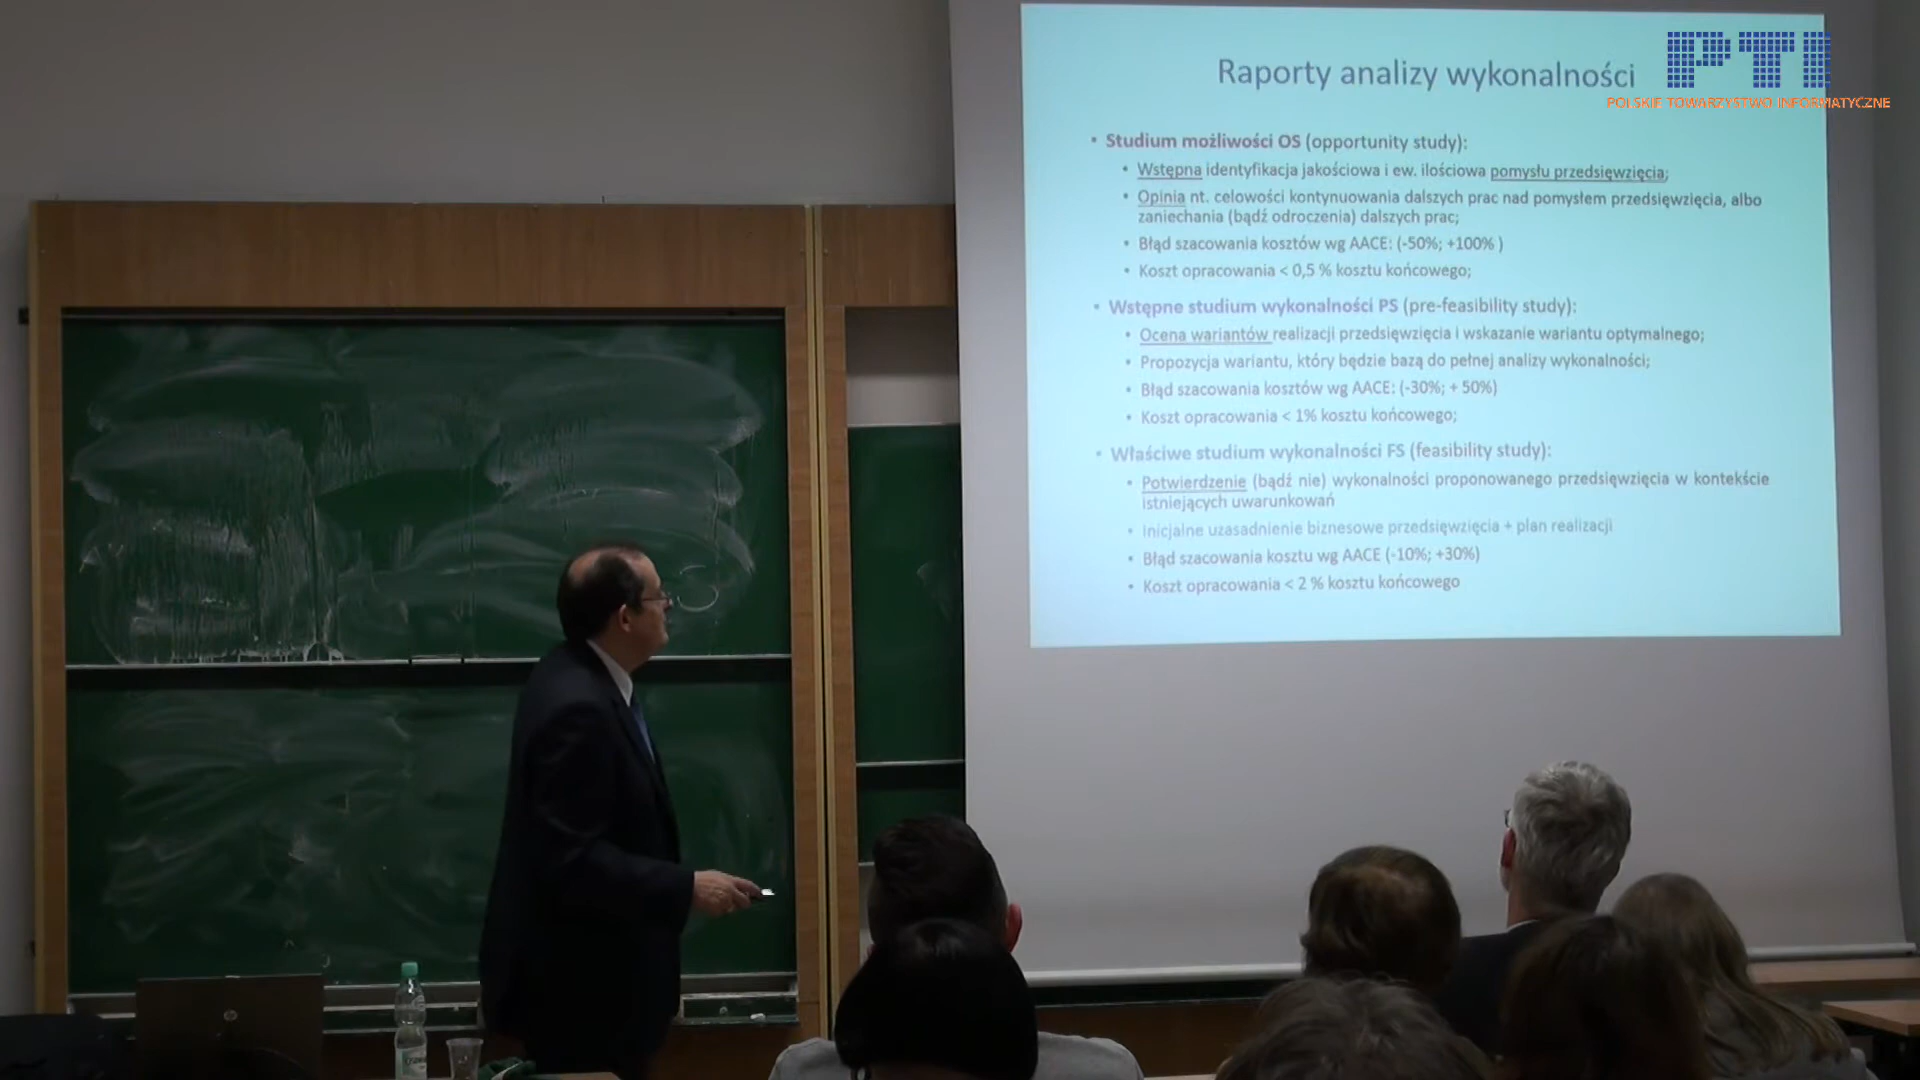 Raporty analizy wykonalności
PTI
POLSKIE TOWARZYSTWO INFORMATYCZNE
• Studium możliwości OS (opportunity study):
• Wstępna identyfikacja jakościowa i ew. ilościowa pomysłu przedsięwzięcia;
• Opinia nt. celowości kontynuowania dalszych prac nad pomysłem przedsięwzięcia, albo
zaniechania (bądź odroczenia) dalszych prac;
• Błąd szacowania kosztów wg AACE: (-50%; +100% )
• Koszt opracowania < 0,5 % kosztu końcowego;
• Wstępne studium wykonalności PS (pre-feasibility study):
• Ocena wariantów realizacji przedsięwzięcia i wskazanie wariantu optymalnego;
• Propozycja wariantu, który będzie bazą do pełnej analizy wykonalności;
• Błąd szacowania kosztów wg AACE: (-30%; + 50%)
• Koszt opracowania < 1% kosztu końcowego;
• Właściwe studium wykonalności FS (feasibility study):
• Potwierdzenie (bądź nie) wykonalności proponowanego przedsięwzięcia w kontekście
istniejących uwarunkowań
• Inicjalne uzasadnienie biznesowe przedsięwzięcia + plan realizacji
• Błąd szacowania kosztu wg AACE (-10%; +30%)
• Koszt opracowania < 2 % kosztu końcowego